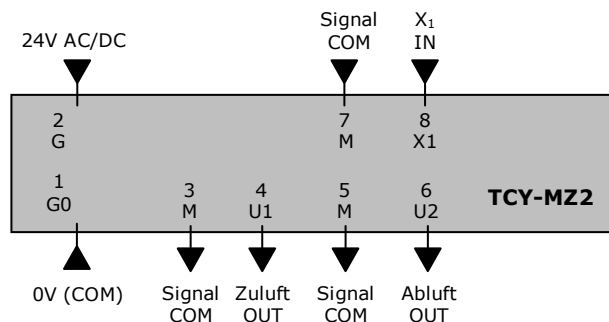 24V AC/DC
Signal
COM
X₁
IN
2
G
7
M
8
X1
1
G0
3
M
4
U1
5
M
6
U2
TCY-MZ2
0V (COM)
Signal
COM
Zuluft
OUT
Signal
COM
Abluft
OUT